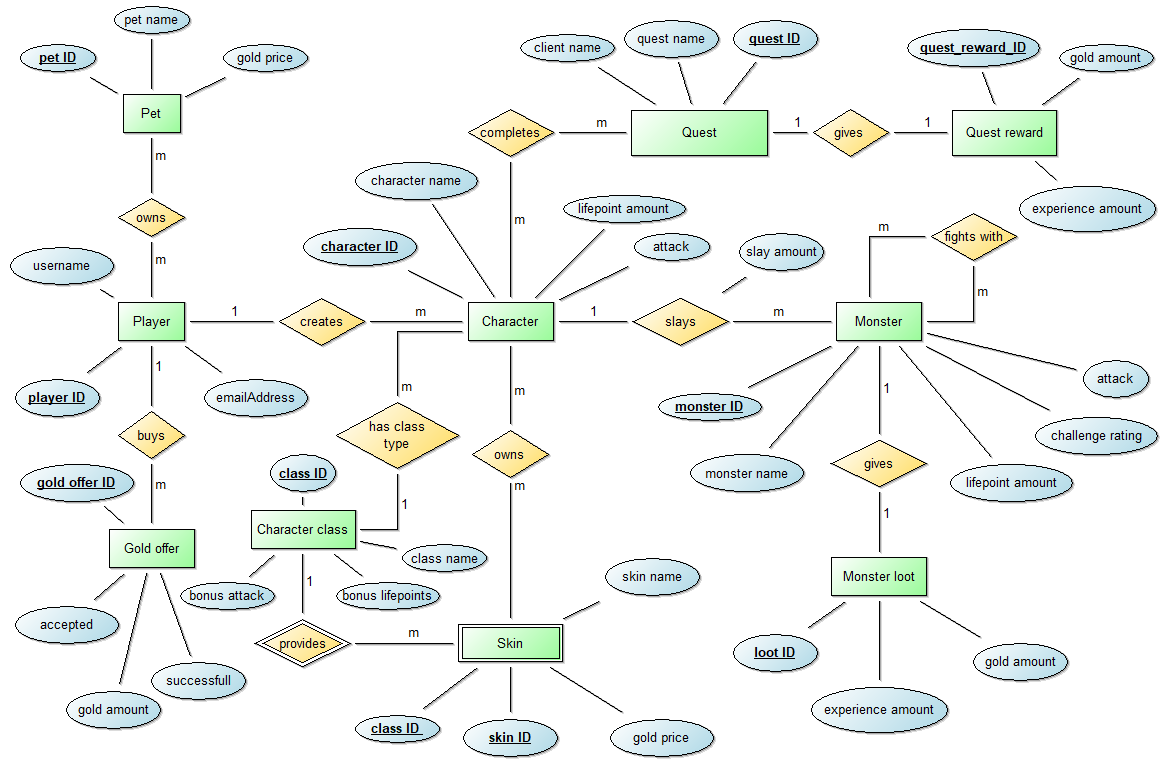 pet name
pet ID
gold price
Pet
m
owns
m
username
Player
player ID
emailAddress
1
buys
m
gold offer ID
Gold offer
accepted
gold amount
successfull
1
creates
m
client name
quest name
quest ID
completes
m
Quest
1
gives
1
Quest reward
quest_reward_ID
gold amount
experience amount
m
character name
character ID
lifepoint amount
attack
Character
1
slays
m
slay amount
Monster
m
fights with
m
monster ID
monster name
lifepoint amount
challenge rating
attack
1
gives
1
Monster loot
loot ID
experience amount
gold amount
m
has class
type
1
class ID
Character class
class name
bonus attack
bonus lifepoints
1
provides
m
m
owns
m
Skin
skin name
class ID
skin ID
gold price